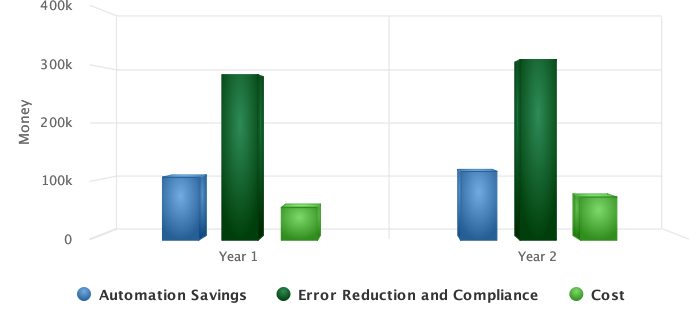 400k
300k
200k
100k
0
Money
Year 1
Year 2
Automation Savings
Error Reduction and Compliance
Cost